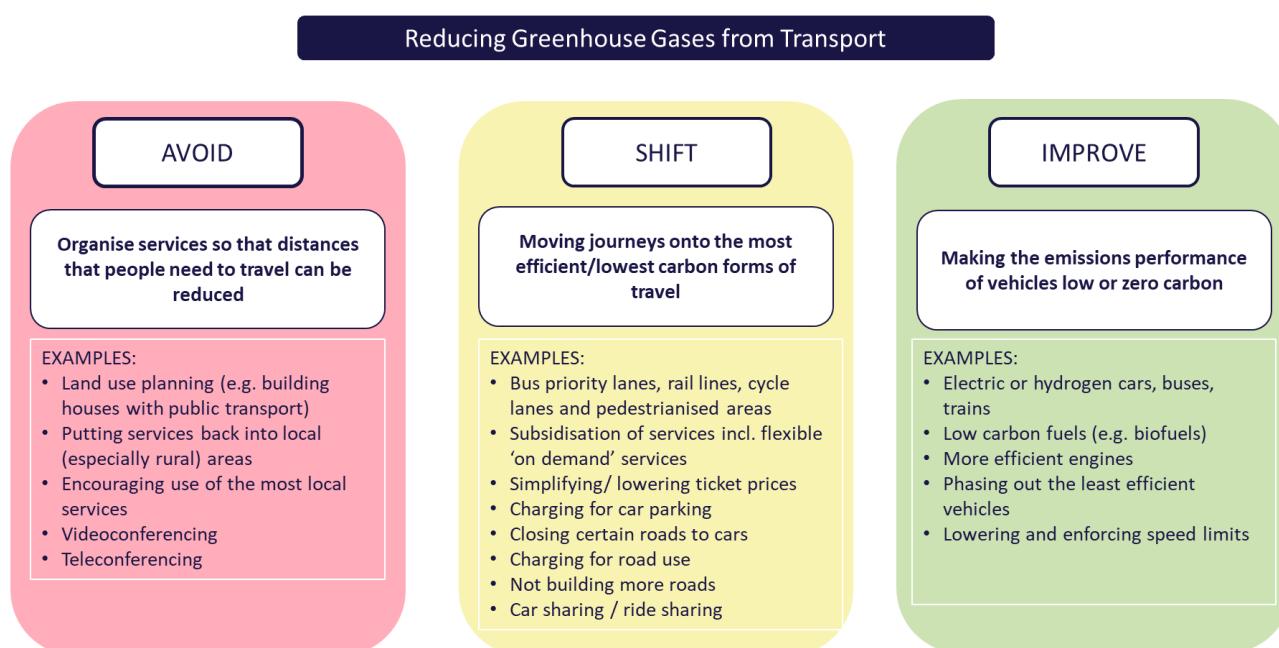 Reducing Greenhouse Gases from Transport
AVOID
Organise services so that distances
that people need to travel can be
reduced
EXAMPLES:
• Land use planning (e.g. building
houses with public transport)
• Putting services back into local
(especially rural) areas
• Encouraging use of the most local
services
• Videoconferencing
• Teleconferencing
SHIFT
Moving journeys onto the most
efficient/lowest carbon forms of
travel
EXAMPLES:
• Bus priority lanes, rail lines, cycle
lanes and pedestrianised areas
• Subsidisation of services incl. flexible
‘on demand’ services
• Simplifying/ lowering ticket prices
• Charging for car parking
• Closing certain roads to cars
• Charging for road use
• Not building more roads
• Car sharing / ride sharing
IMPROVE
Making the emissions performance
of vehicles low or zero carbon
EXAMPLES:
• Electric or hydrogen cars, buses,
trains
• Low carbon fuels (e.g. biofuels)
• More efficient engines
• Phasing out the least efficient
vehicles
• Lowering and enforcing speed limits